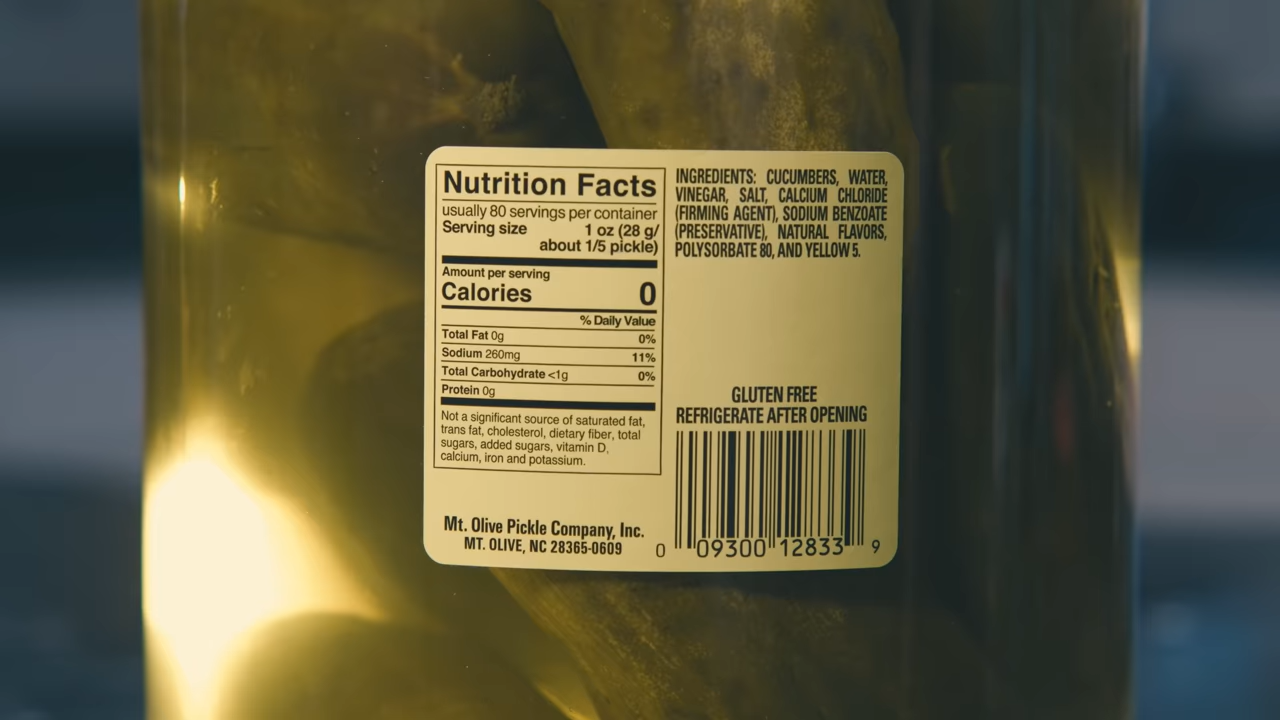 Nutrition Facts
usually 80 servings per container
Serving size 1 oz (28 g/
about 1/5 pickle)
Amount per serving
Calories 0
% Daily Value
Total Fat 0g 0%
Sodium 260mg 11%
Total Carbohydrate <1g 0%
Protein 0g
Not a significant source of saturated fat,
trans fat, cholesterol, dietary fiber, total
sugars, added sugars, vitamin D,
calcium, iron and potassium.
Mt. Olive Pickle Company, Inc.
MT. OLIVE, NC 28365-0609
INGREDIENTS: CUCUMBERS, WATER,
VINEGAR, SALT, CALCIUM CHLORIDE
(FIRMING AGENT), SODIUM BENZOATE
(PRESERVATIVE), NATURAL FLAVORS,
POLYSORBATE 80, AND YELLOW 5.
GLUTEN FREE
REFRIGERATE AFTER OPENING
0 09300 12833 9